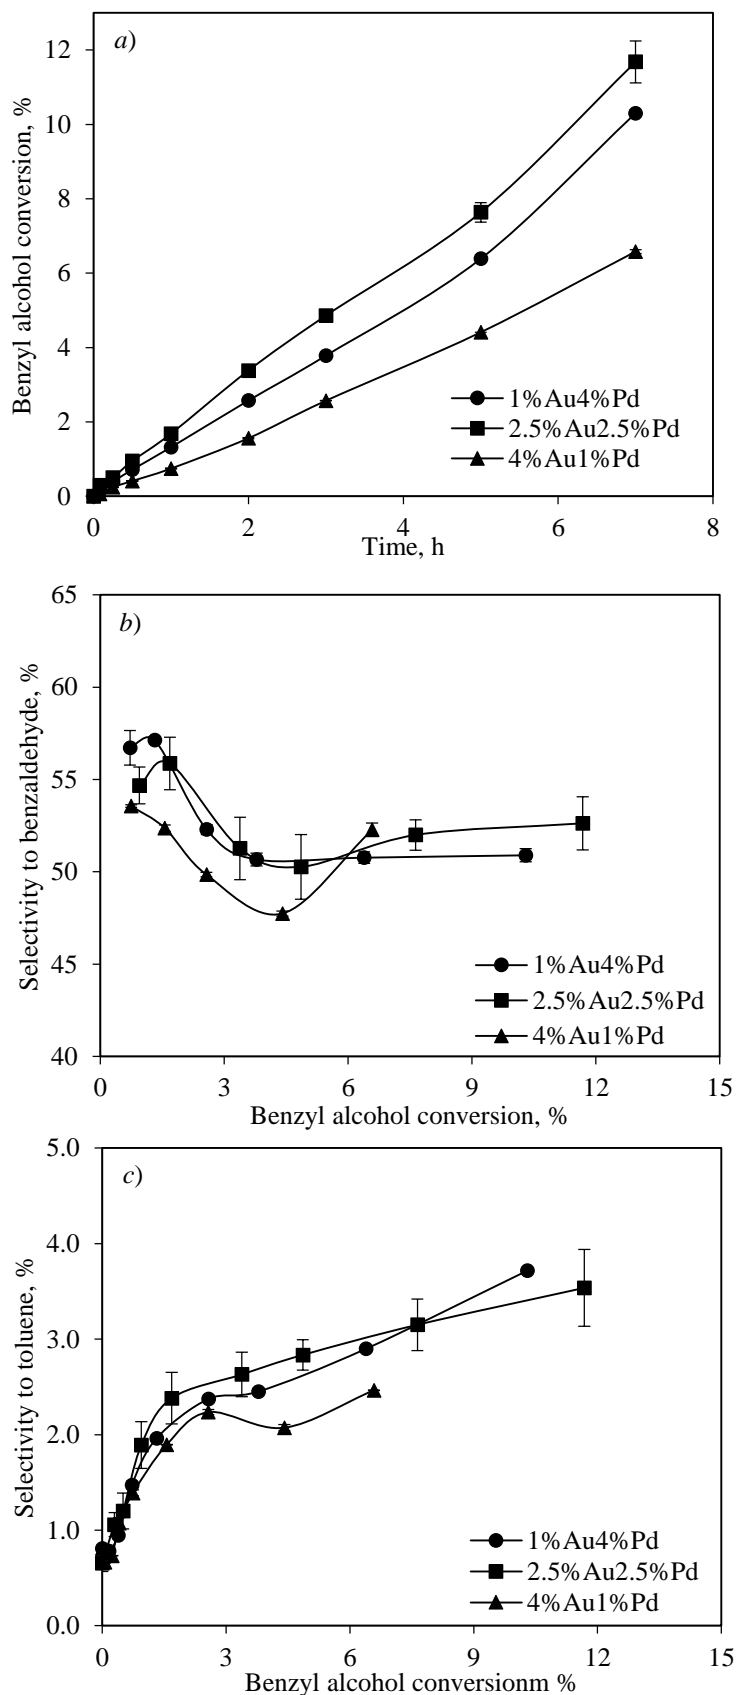 a)
Benzyl alcohol conversion, %
12
10
8
6
4
2
0
1%Au4%Pd
2.5%Au2.5%Pd
4%Au1%Pd
0 2 4 6 8
Time, h
b)
Selectivity to benzaldehyde, %
65
60
55
50
45
40
1%Au4%Pd
2.5%Au2.5%Pd
4%Au1%Pd
0 3 6 9 12 15
Benzyl alcohol conversion, %
c)
Selectivity to toluene, %
5.0
4.0
3.0
2.0
1.0
0.0
1%Au4%Pd
2.5%Au2.5%Pd
4%Au1%Pd
0 3 6 9 12 15
Benzyl alcohol conversionm %